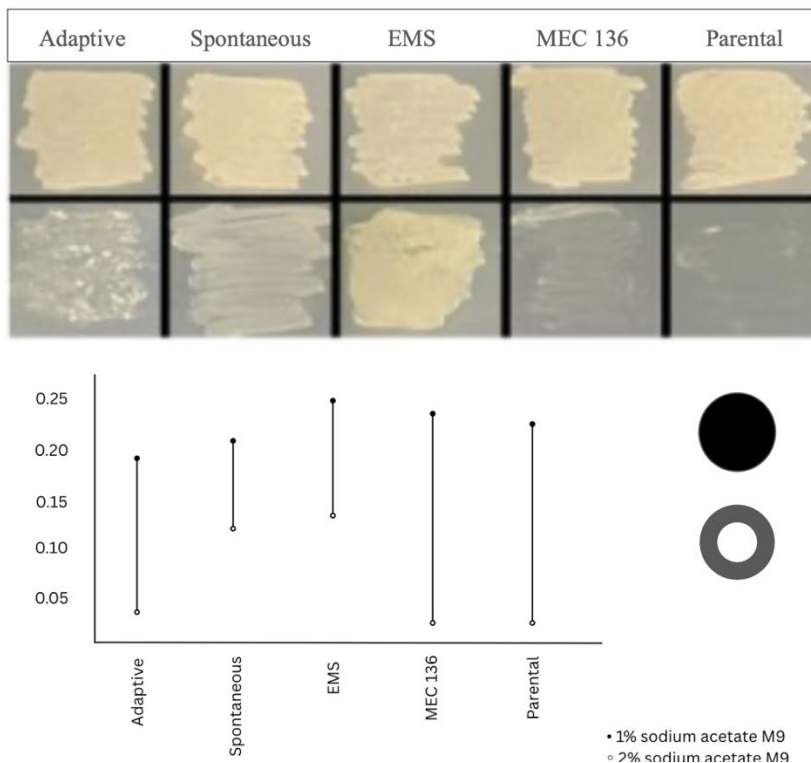 Adaptive Spontaneous EMS MEC 136 Parental
0.25
0.20
0.15
0.10
0.05
Adaptive
Spontaneous
EMS
MEC 136
Parental
• 1% sodium acetate M9
○ 2% sodium acetate M9